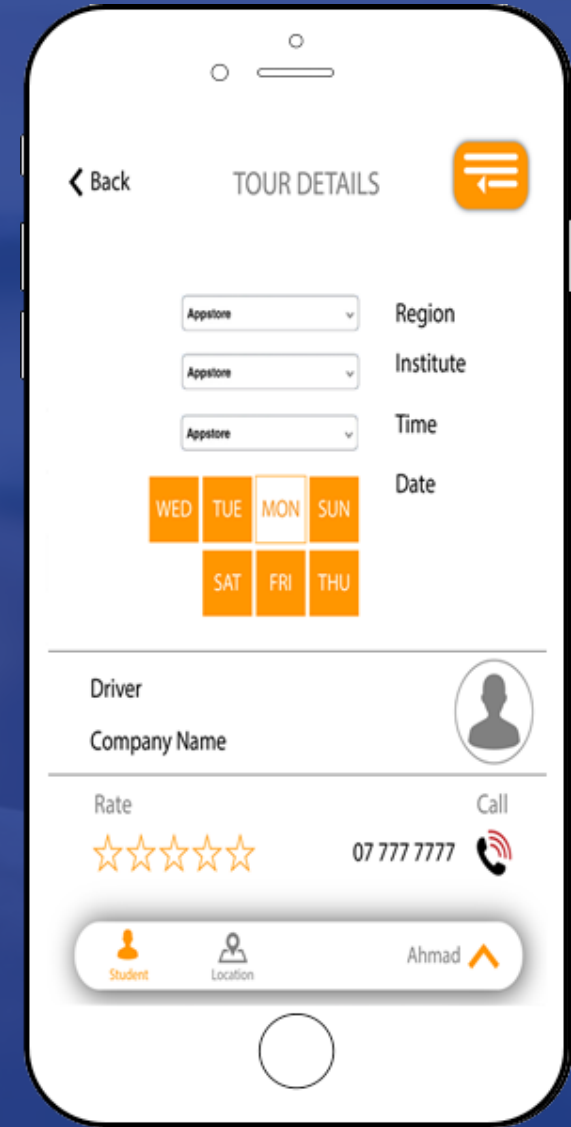 Back
TOUR DETAILS
Appstore Region
Appstore Institute
Appstore Time
Date
WED TUE MON SUN
SAT FRI THU
Driver
Company Name
Rate Call
07 777 7777
Student Location Ahmad